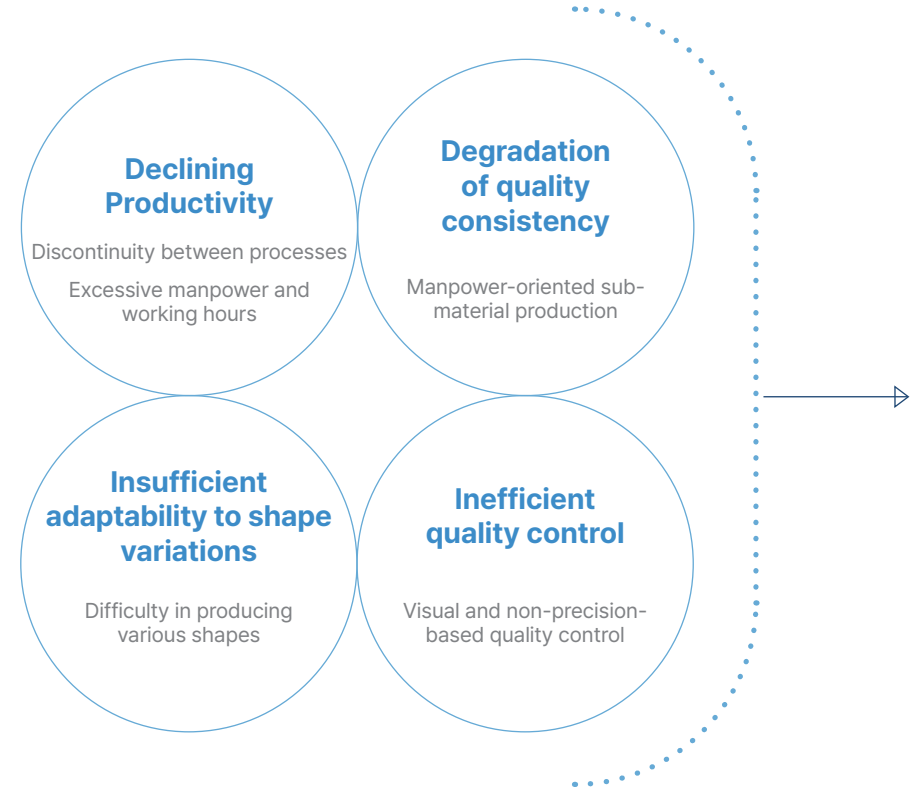 Declining
Productivity
Discontinuity between processes
Excessive manpower and
working hours
Degradation
of quality
consistency
Manpower-oriented sub-
material production
Insufficient
adaptability to shape
variations
Difficulty in producing
various shapes
Inefficient
quality control
Visual and non-precision-
based quality control